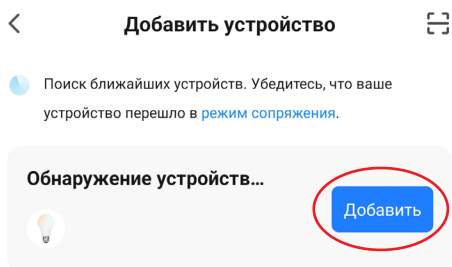 Добавить устройство
Поиск ближайших устройств. Убедитесь, что ваше
устройство перешло в режим сопряжения.
Обнаружение устройств...
Добавить